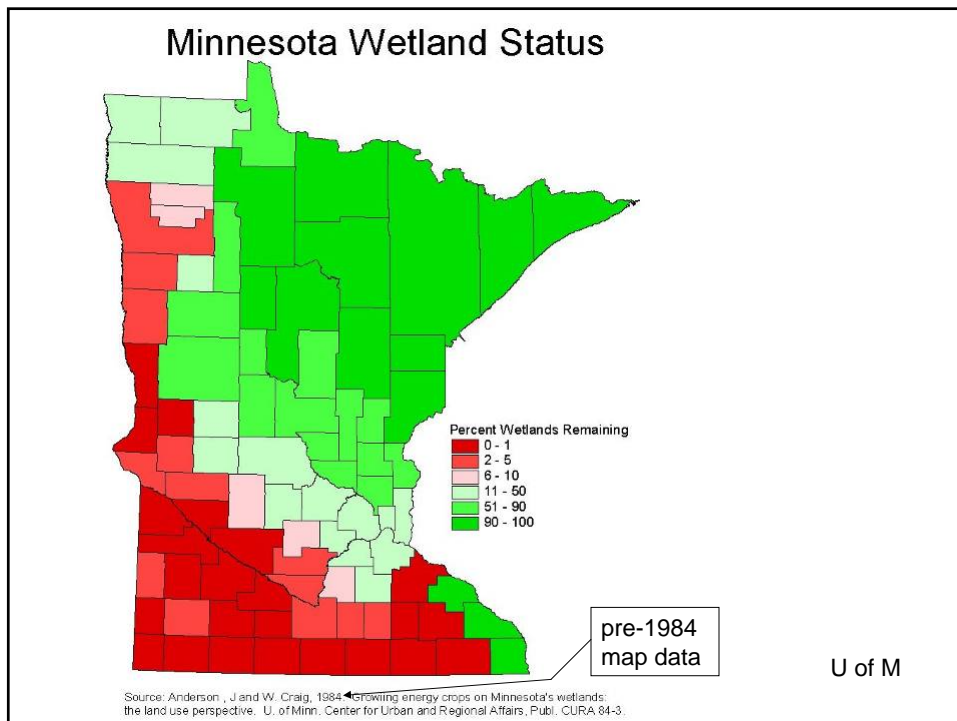 Minnesota Wetland Status
Percent Wetlands Remaining
0 - 1
2 - 5
6 - 10
11 - 50
51 - 90
90 - 100
pre-1984
map data
U of M
Source: Anderson , J and W. Craig, 1984. Growing energy crops on Minnesota's wetlands:
the land use perspective. U. of Minn. Center for Urban and Regional Affairs, Publ. CURA 84-3.